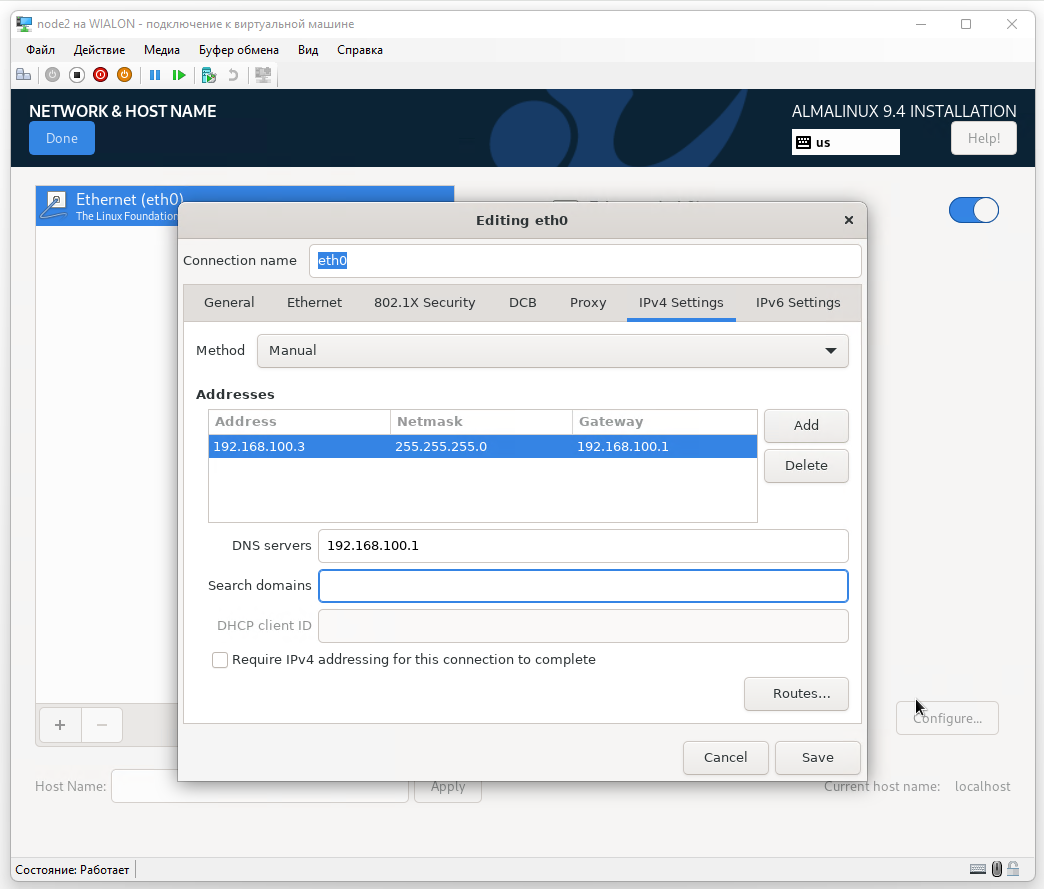 node2 на WIALON - подключение к виртуальной машине
Файл Действие Медиа Буфер обмена Вид Справка
NETWORK & HOST NAME
ALMALINUX 9.4 INSTALLATION
Done
us
Help!
Ethernet (eth0)
The Linux Foundation
Editing eth0
Connection name eth0
General Ethernet 802.1X Security DCB Proxy IPv4 Settings IPv6 Settings
Method Manual
Addresses
Address Netmask Gateway
192.168.100.3 255.255.255.0 192.168.100.1
Add
Delete
DNS servers 192.168.100.1
Search domains
DHCP client ID
Require IPv4 addressing for this connection to complete
Routes...
Configure...
Cancel Save
Host Name: Apply Current host name: localhost
Состояние: Работает